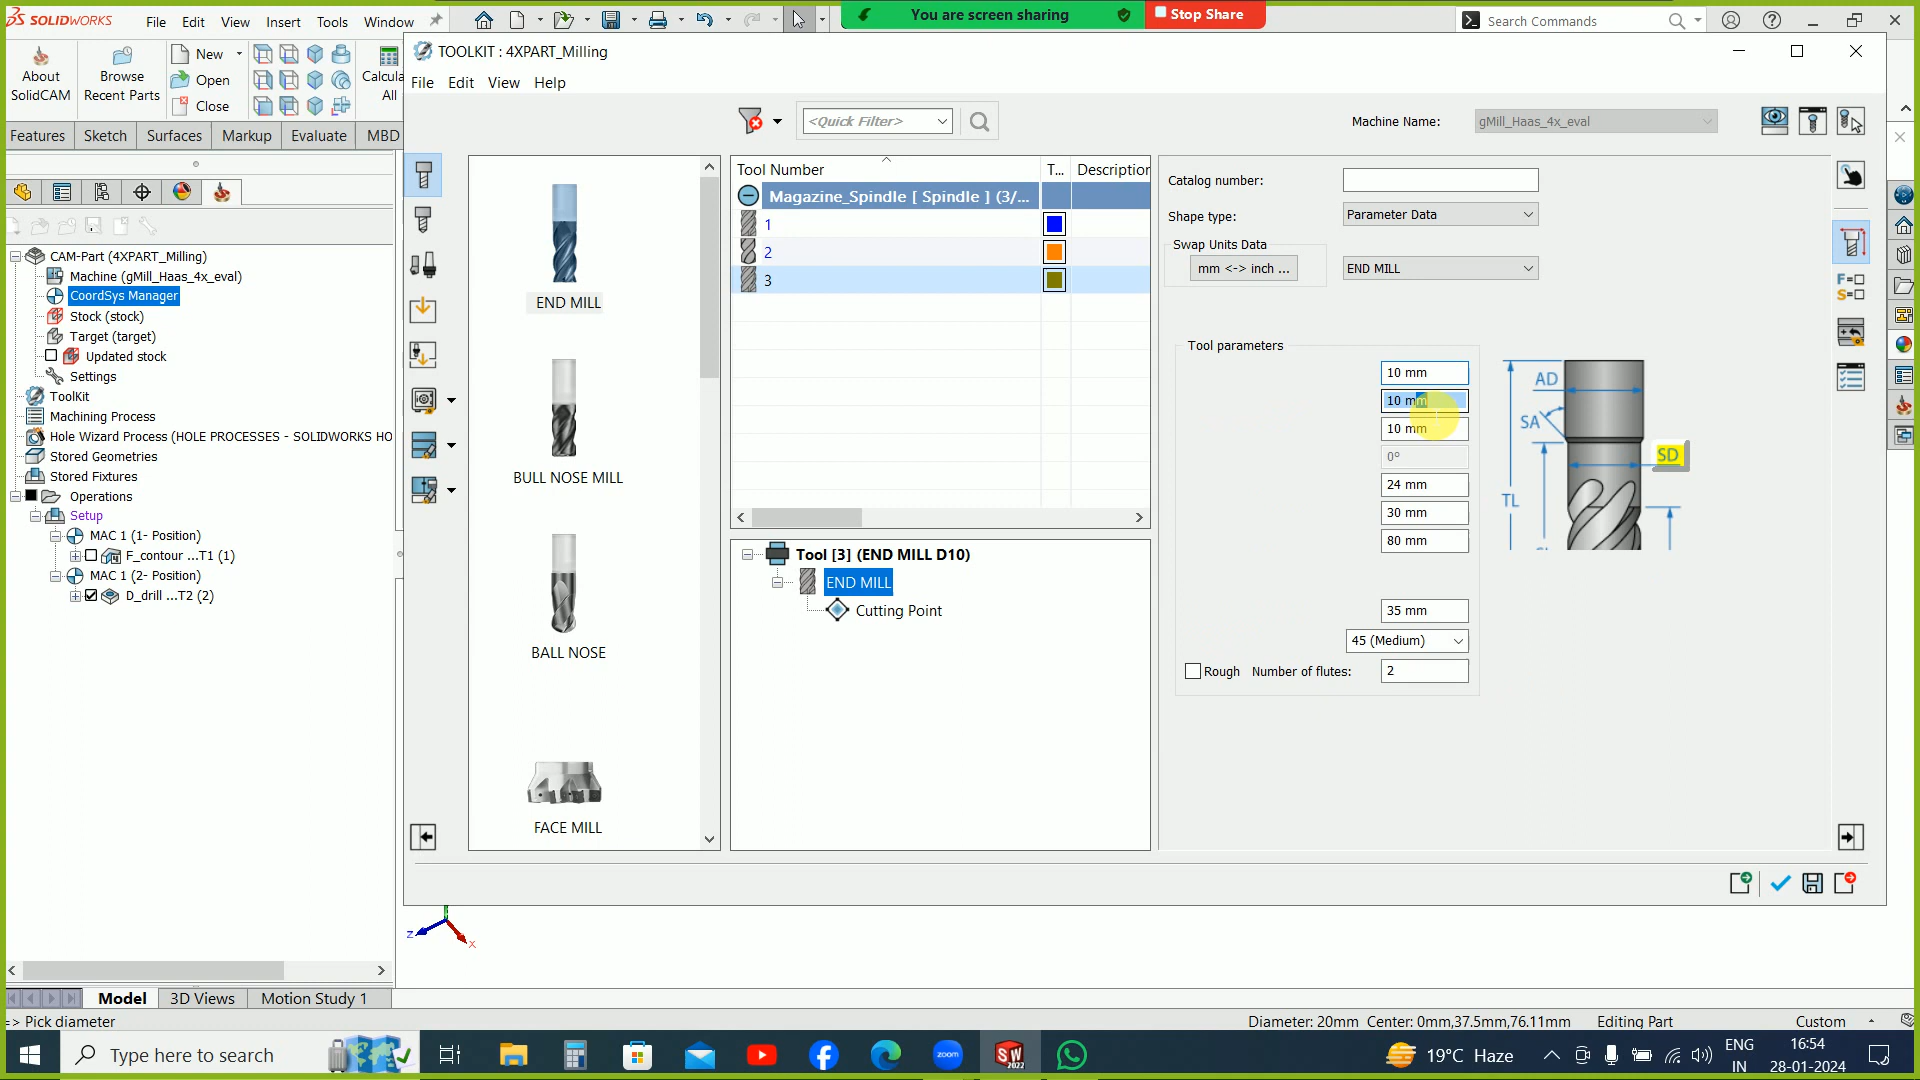 SOLIDWORKS File Edit View Insert Tools Window
You are screen sharing Stop Share
Search Commands
About SolidCAM
Browse Recent Parts
New
Open
Close
Calcula
All
Features Sketch Surfaces Markup Evaluate MBD
TOOLKIT : 4XPART_Milling
File Edit View Help
<Quick Filter>
Machine Name: gMill_Haas_4x_eval
CAM-Part (4XPART_Milling)
Machine (gMill_Haas_4x_eval)
CoordSys Manager
Stock (stock)
Target (target)
Updated stock
Settings
ToolKit
Machining Process
Hole Wizard Process (HOLE PROCESSES - SOLIDWORKS HO
Stored Geometries
Stored Fixtures
Operations
Setup
MAC 1 (1- Position)
F_contour ...T1 (1)
MAC 1 (2- Position)
D_drill ...T2 (2)
END MILL
BULL NOSE MILL
BALL NOSE
FACE MILL
Tool Number T... Description
Magazine_Spindle [ Spindle ] (3/...
1
2
3
Tool [3] (END MILL D10)
END MILL
Cutting Point
Catalog number:
Shape type: Parameter Data
Swap Units Data
mm <-> inch ... END MILL
Tool parameters
10 mm
10 mm
10 mm
0°
24 mm
30 mm
80 mm
35 mm
45 (Medium)
Rough Number of flutes: 2
AD
SA
SD
TL
F=
S=
z
x
Model 3D Views Motion Study 1
=> Pick diameter
Diameter: 20mm Center: 0mm,37.5mm,76.11mm Editing Part Custom
Type here to search
zoom
SW
2022
19°C Haze
ENG
IN
16:54
28-01-2024